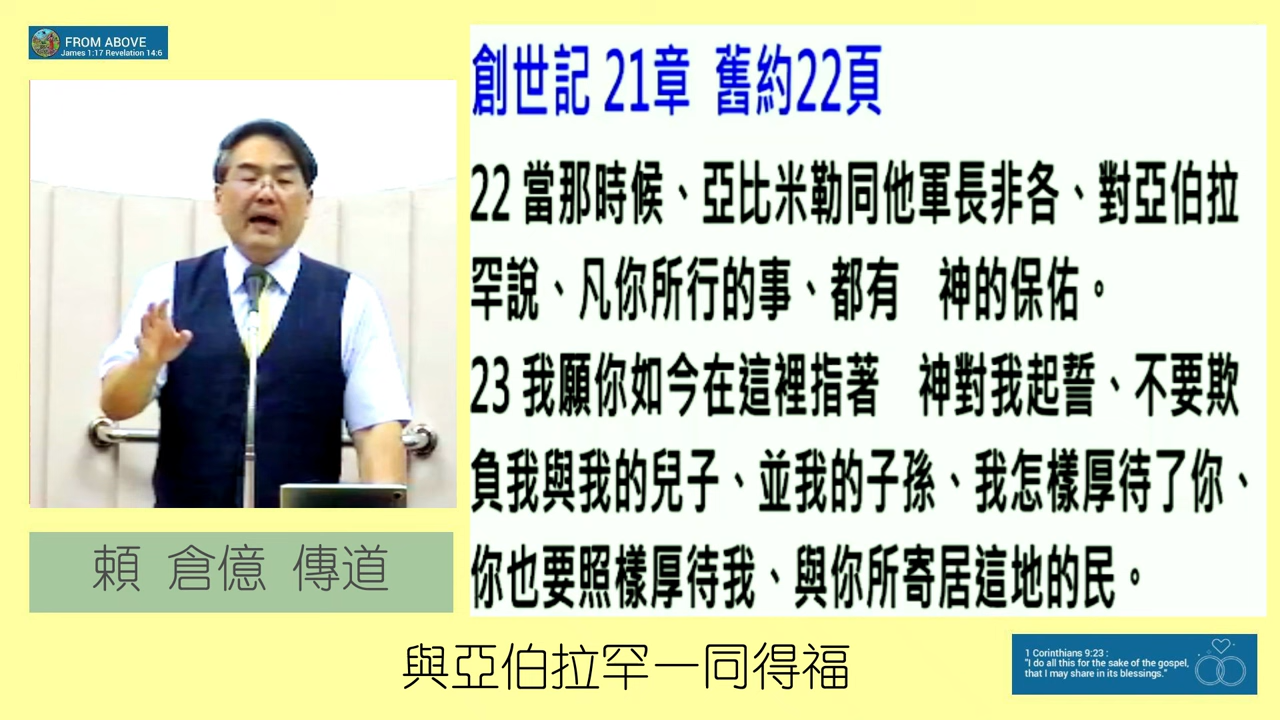 FROM ABOVE
James 1:17 Revelation 14:6
創世記 21章 舊約22頁
22 當那時候、亞比米勒同他軍長非各、對亞伯拉
罕說、凡你所行的事、都有　神的保佑。
23 我願你如今在這裡指著　神對我起誓、不要欺
負我與我的兒子、並我的子孫、我怎樣厚待了你、
你也要照樣厚待我、與你所寄居這地的民。
賴 倉億 傳道
與亞伯拉罕一同得福
1 Corinthians 9:23 :
"I do all this for the sake of the gospel,
that I may share in its blessings."